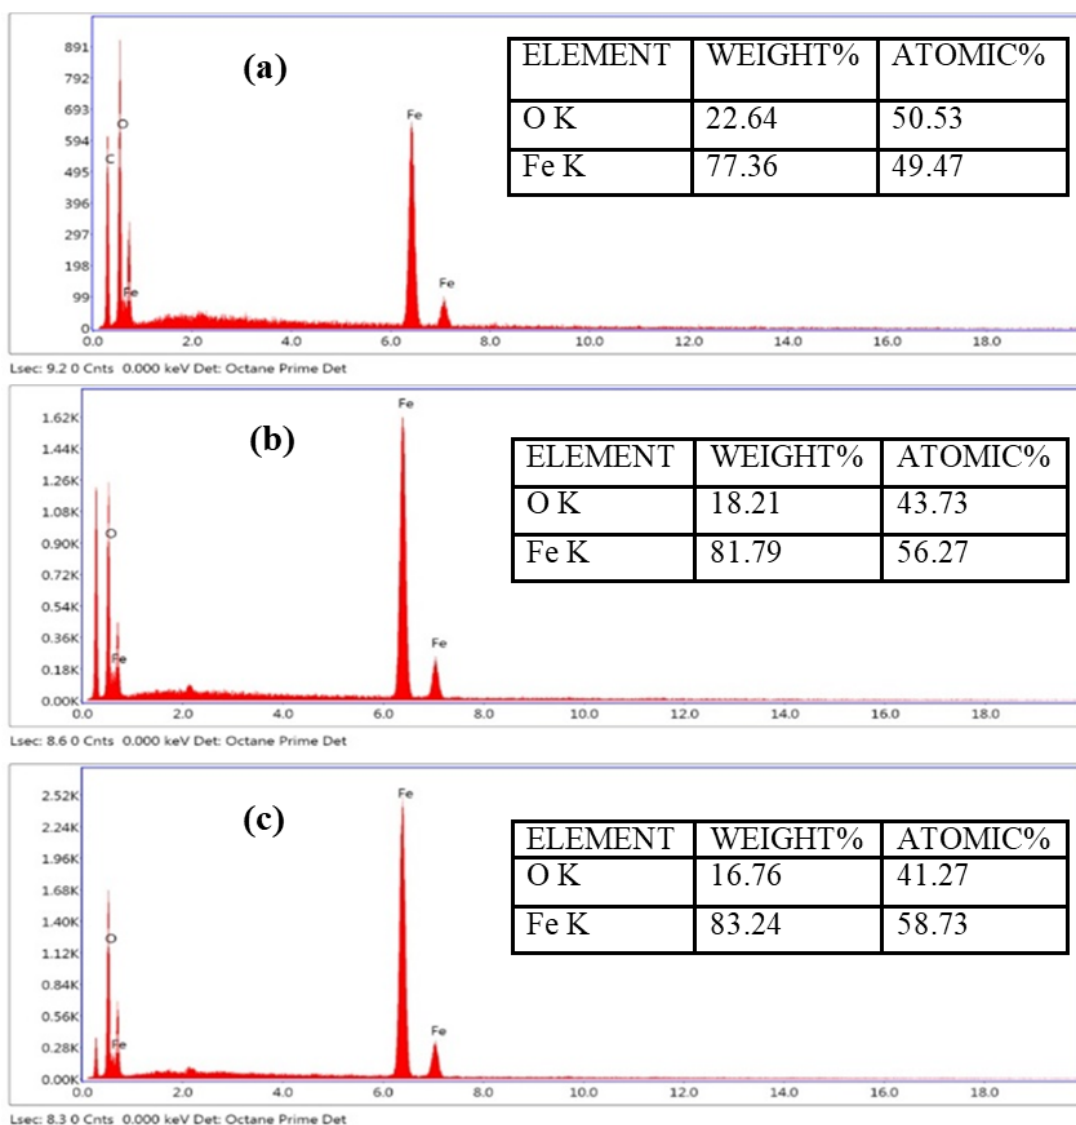 (a)
891
792
693
594
495
396
297
198
99
0
C
O
Fe
Fe
Fe
0.0 2.0 4.0 6.0 8.0 10.0 12.0 14.0 16.0 18.0
ELEMENT WEIGHT% ATOMIC%
O K 22.64 50.53
Fe K 77.36 49.47
Lsec: 9.2 0 Cnts 0.000 keV Det: Octane Prime Det
(b)
1.62K
1.44K
1.26K
1.08K
0.90K
0.72K
0.54K
0.36K
0.18K
0.00K
O
Fe
Fe
Fe
0.0 2.0 4.0 6.0 8.0 10.0 12.0 14.0 16.0 18.0
ELEMENT WEIGHT% ATOMIC%
O K 18.21 43.73
Fe K 81.79 56.27
Lsec: 8.6 0 Cnts 0.000 keV Det: Octane Prime Det
(c)
2.52K
2.24K
1.96K
1.68K
1.40K
1.12K
0.84K
0.56K
0.28K
0.00K
O
Fe
Fe
Fe
0.0 2.0 4.0 6.0 8.0 10.0 12.0 14.0 16.0 18.0
ELEMENT WEIGHT% ATOMIC%
O K 16.76 41.27
Fe K 83.24 58.73
Lsec: 8.3 0 Cnts 0.000 keV Det: Octane Prime Det